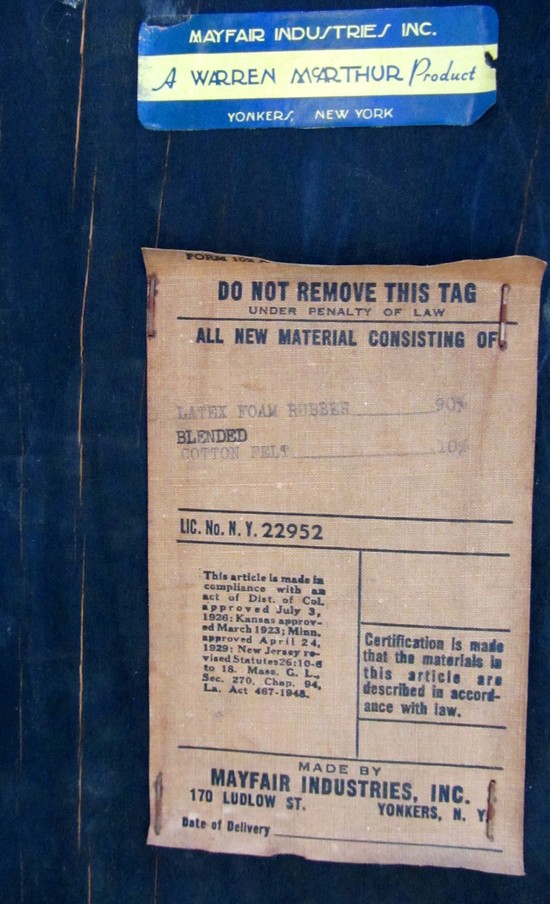 MAYFAIR INDUSTRIES INC.
A WARREN McARTHUR Product
YONKERS, NEW YORK
FORM 102
DO NOT REMOVE THIS TAG
UNDER PENALTY OF LAW
ALL NEW MATERIAL CONSISTING OF
LATEX FOAM RUBBER 90%
BLENDED
COTTON FELT 10%
LIC. No. N. Y. 22952
This article is made in
compliance with an
act of Dist. of Col.
approved July 3,
1926; Kansas approv-
ed March 1923; Minn.
approved April 24,
1929; New Jersey re-
vised Statutes 26:10-6
to 18. Mass. G. L.,
Sec. 270, Chap. 94,
La. Act 467-1948.
Certification is made
that the materials in
this article are
described in accord-
ance with law.
MADE BY
MAYFAIR INDUSTRIES, INC.
170 LUDLOW ST. YONKERS, N. Y.
Date of Delivery